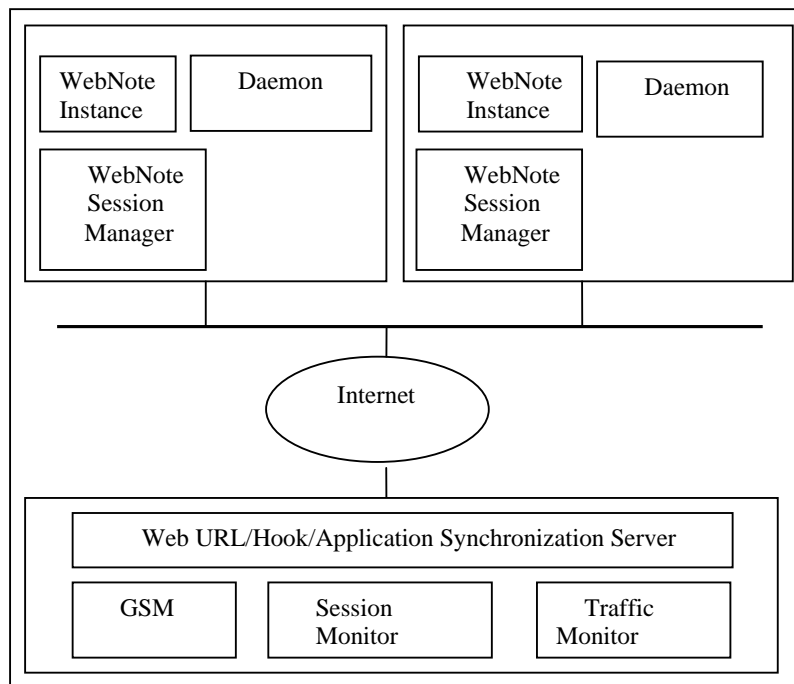 WebNote
Instance
Daemon
WebNote
Session
Manager
WebNote
Instance
Daemon
WebNote
Session
Manager
Internet
Web URL/Hook/Application Synchronization Server
GSM
Session
Monitor
Traffic
Monitor